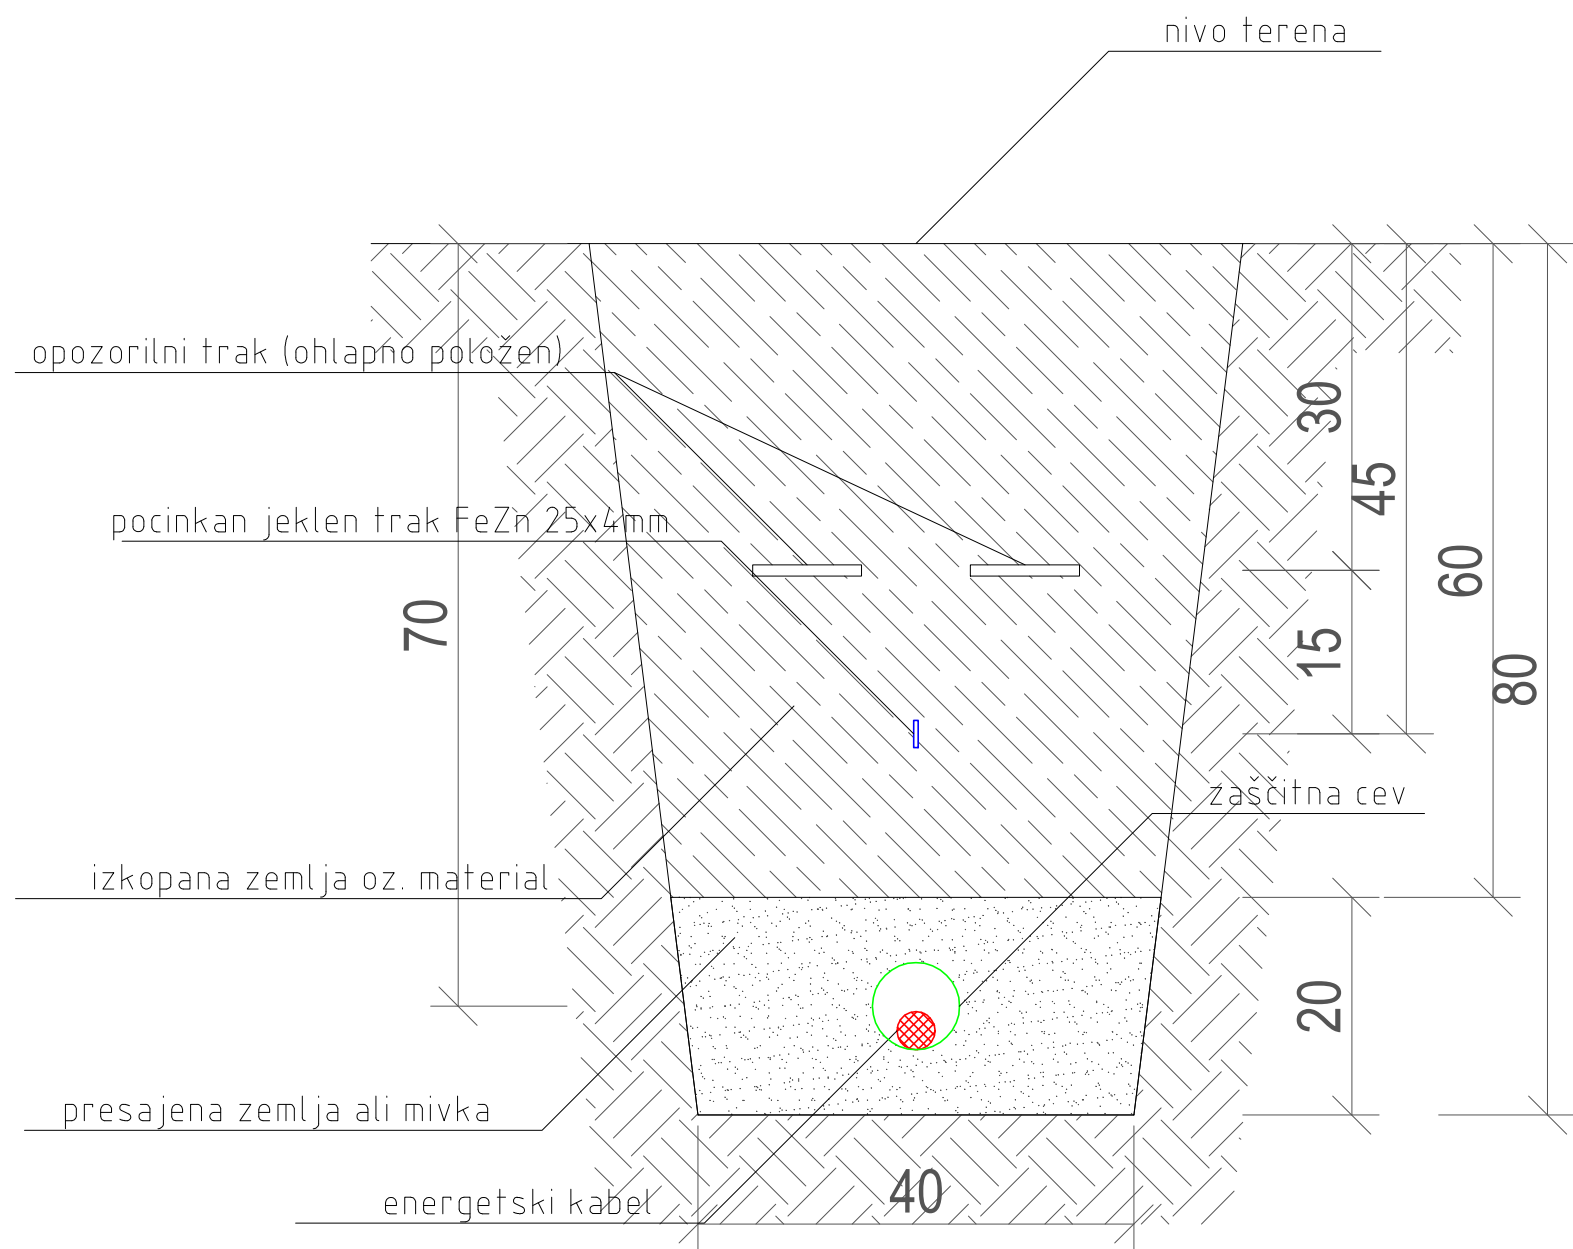 nivo terena
opozorilni trak (ohlapno položen)
30
45
pocinkan jeklen trak FeZn 25x4mm
60
70
15
80
zaščitna cev
izkopana zemlja oz. material
20
presajena zemlja ali mivka
40
energetski kabel